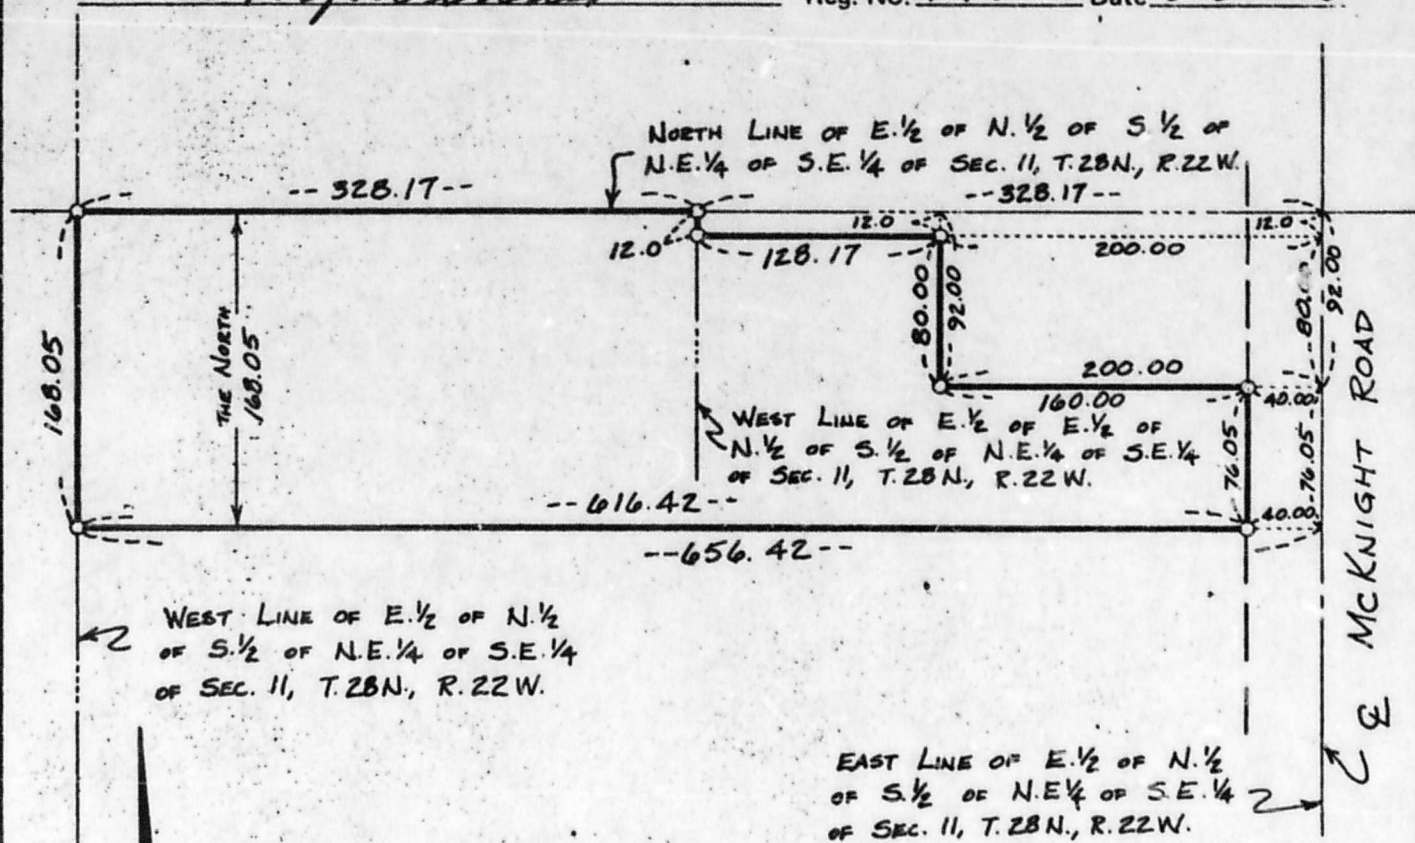 Reg. No.
Date
NORTH LINE OF E.½ OF N.½ OF S.½ OF
N.E.¼ OF S.E.¼ OF SEC. 11, T.28N., R.22W.
--328.17--
--328.17--
12.0
12.0
12.0
128.17
200.00
80.00
92.00
80.00
92.00
168.05
THE NORTH
168.05
200.00
160.00
40.00
WEST LINE OF E.½ OF E.½ OF
N.½ OF S.½ OF N.E.¼ OF S.E.¼
OF SEC. 11, T.28N., R.22W.
76.05
76.05
--616.42--
40.00
--656.42--
MCKNIGHT ROAD
WEST LINE OF E.½ OF N.½
OF S.½ OF N.E.¼ OF S.E.¼
OF SEC. 11, T.28N., R.22W.
℄
EAST LINE OF E.½ OF N.½
OF S.½ OF N.E¼ OF S.E.¼
OF SEC. 11, T.28N., R.22W.